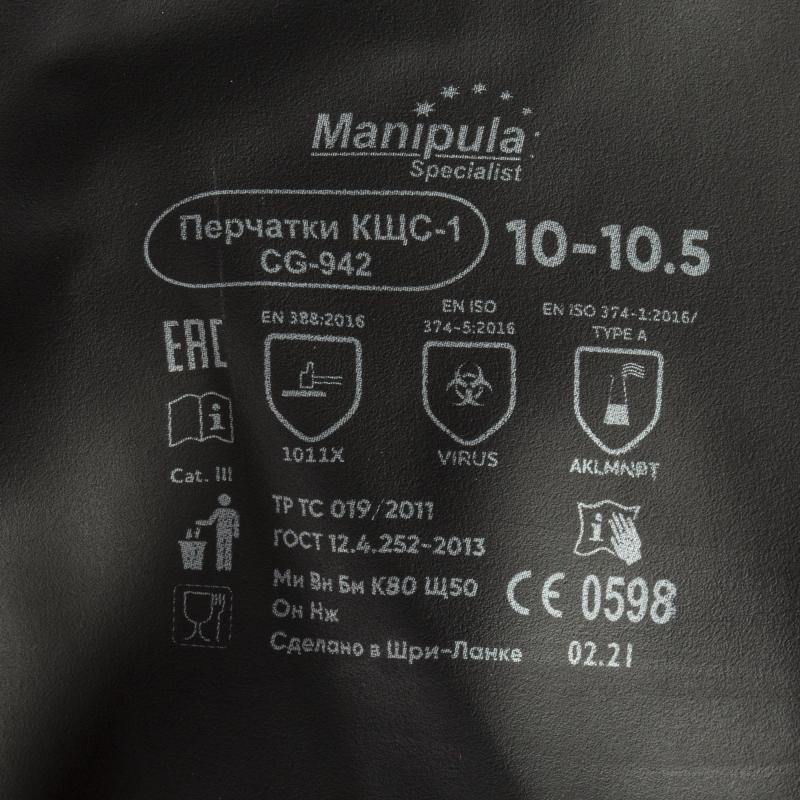 Manipula
Specialist
Перчатки КЩС-1
CG-942
10-10.5
EAC
EN 388:2016
1011X
EN ISO
374-5:2016
VIRUS
EN ISO 374-1:2016/
TYPE A
AKLMNPT
Cat. III
ТР ТС 019/2011
ГОСТ 12.4.252-2013
Ми Вн Бм К80 Щ50
Он Нж
Сделано в Шри-Ланке
CE 0598
02.21